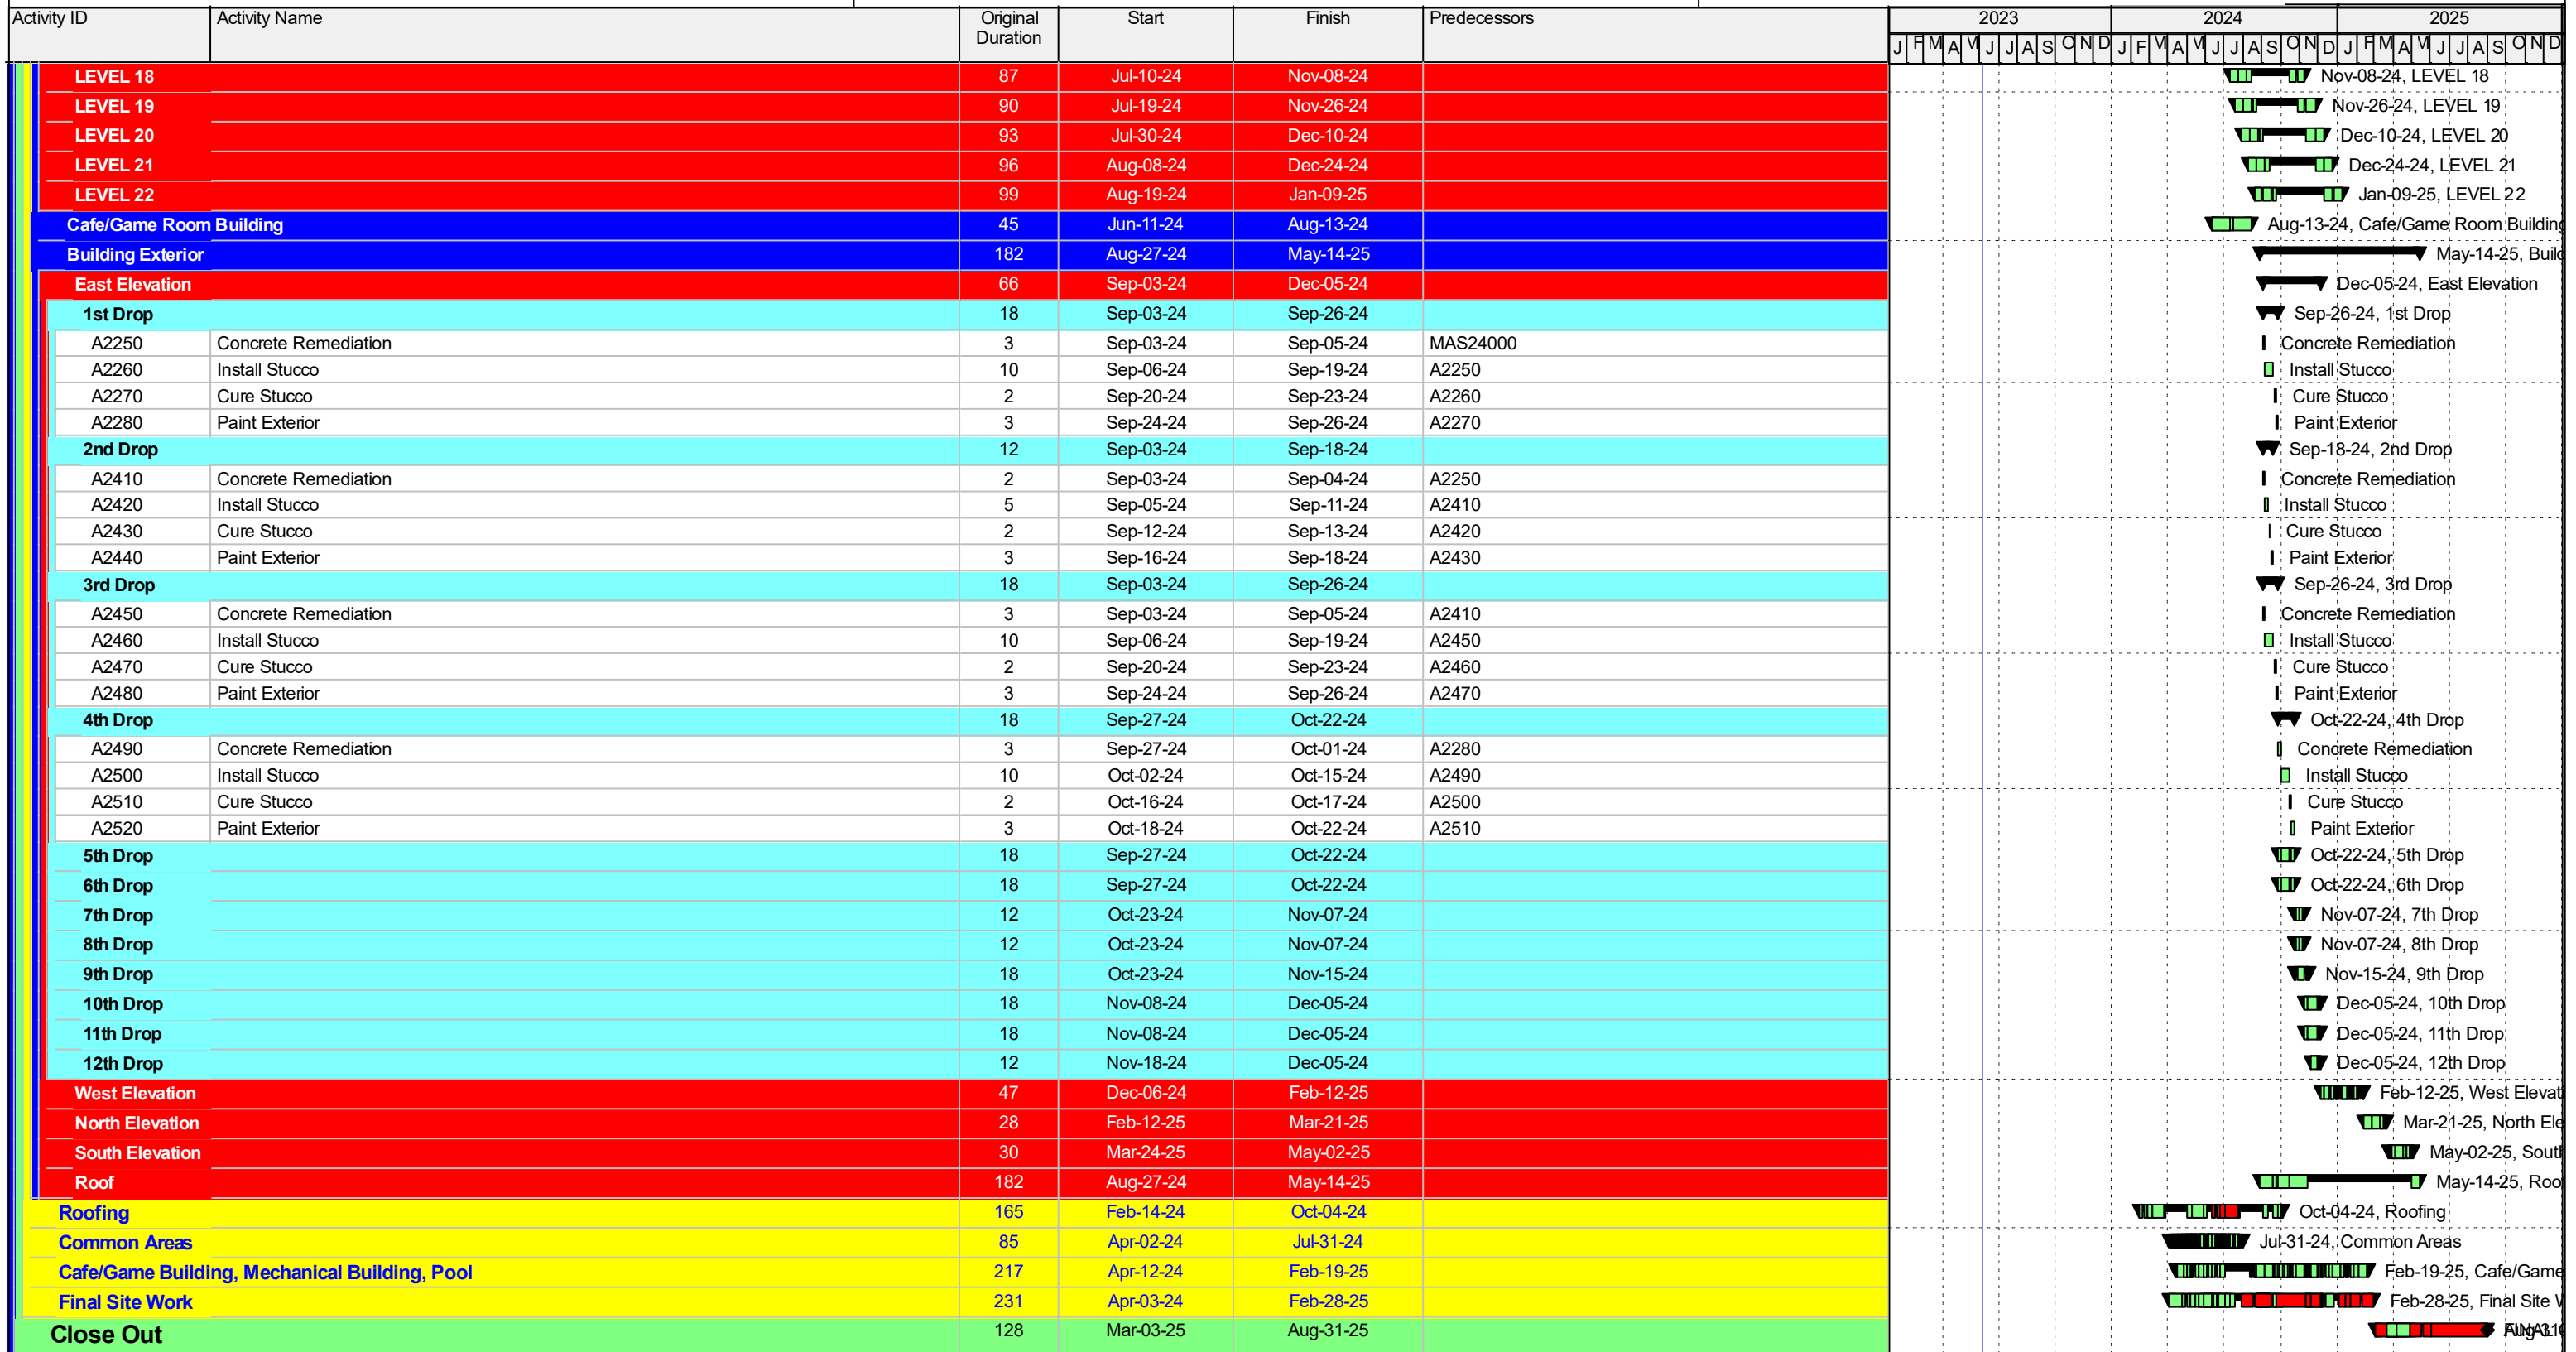 Activity ID Activity Name Original Duration Start Finish Predecessors 2023 2024 2025
J F M A M J J A S O N D J F M A M J J A S O N D J F M A M J J A S O N D
LEVEL 18 87 Jul-10-24 Nov-08-24 Nov-08-24, LEVEL 18
LEVEL 19 90 Jul-19-24 Nov-26-24 Nov-26-24, LEVEL 19
LEVEL 20 93 Jul-30-24 Dec-10-24 Dec-10-24, LEVEL 20
LEVEL 21 96 Aug-08-24 Dec-24-24 Dec-24-24, LEVEL 21
LEVEL 22 99 Aug-19-24 Jan-09-25 Jan-09-25, LEVEL 22
Cafe/Game Room Building 45 Jun-11-24 Aug-13-24 Aug-13-24, Cafe/Game Room Building
Building Exterior 182 Aug-27-24 May-14-25 May-14-25, Build
East Elevation 66 Sep-03-24 Dec-05-24 Dec-05-24, East Elevation
1st Drop 18 Sep-03-24 Sep-26-24 Sep-26-24, 1st Drop
A2250 Concrete Remediation 3 Sep-03-24 Sep-05-24 MAS24000 Concrete Remediation
A2260 Install Stucco 10 Sep-06-24 Sep-19-24 A2250 Install Stucco
A2270 Cure Stucco 2 Sep-20-24 Sep-23-24 A2260 Cure Stucco
A2280 Paint Exterior 3 Sep-24-24 Sep-26-24 A2270 Paint Exterior
2nd Drop 12 Sep-03-24 Sep-18-24 Sep-18-24, 2nd Drop
A2410 Concrete Remediation 2 Sep-03-24 Sep-04-24 A2250 Concrete Remediation
A2420 Install Stucco 5 Sep-05-24 Sep-11-24 A2410 Install Stucco
A2430 Cure Stucco 2 Sep-12-24 Sep-13-24 A2420 Cure Stucco
A2440 Paint Exterior 3 Sep-16-24 Sep-18-24 A2430 Paint Exterior
3rd Drop 18 Sep-03-24 Sep-26-24 Sep-26-24, 3rd Drop
A2450 Concrete Remediation 3 Sep-03-24 Sep-05-24 A2410 Concrete Remediation
A2460 Install Stucco 10 Sep-06-24 Sep-19-24 A2450 Install Stucco
A2470 Cure Stucco 2 Sep-20-24 Sep-23-24 A2460 Cure Stucco
A2480 Paint Exterior 3 Sep-24-24 Sep-26-24 A2470 Paint Exterior
4th Drop 18 Sep-27-24 Oct-22-24 Oct-22-24, 4th Drop
A2490 Concrete Remediation 3 Sep-27-24 Oct-01-24 A2280 Concrete Remediation
A2500 Install Stucco 10 Oct-02-24 Oct-15-24 A2490 Install Stucco
A2510 Cure Stucco 2 Oct-16-24 Oct-17-24 A2500 Cure Stucco
A2520 Paint Exterior 3 Oct-18-24 Oct-22-24 A2510 Paint Exterior
5th Drop 18 Sep-27-24 Oct-22-24 Oct-22-24, 5th Drop
6th Drop 18 Sep-27-24 Oct-22-24 Oct-22-24, 6th Drop
7th Drop 12 Oct-23-24 Nov-07-24 Nov-07-24, 7th Drop
8th Drop 12 Oct-23-24 Nov-07-24 Nov-07-24, 8th Drop
9th Drop 18 Oct-23-24 Nov-15-24 Nov-15-24, 9th Drop
10th Drop 18 Nov-08-24 Dec-05-24 Dec-05-24, 10th Drop
11th Drop 18 Nov-08-24 Dec-05-24 Dec-05-24, 11th Drop
12th Drop 12 Nov-18-24 Dec-05-24 Dec-05-24, 12th Drop
West Elevation 47 Dec-06-24 Feb-12-25 Feb-12-25, West Elevat
North Elevation 28 Feb-12-25 Mar-21-25 Mar-21-25, North Ele
South Elevation 30 Mar-24-25 May-02-25 May-02-25, South
Roof 182 Aug-27-24 May-14-25 May-14-25, Roo
Roofing 165 Feb-14-24 Oct-04-24 Oct-04-24, Roofing
Common Areas 85 Apr-02-24 Jul-31-24 Jul-31-24, Common Areas
Cafe/Game Building, Mechanical Building, Pool 217 Apr-12-24 Feb-19-25 Feb-19-25, Cafe/Game
Final Site Work 231 Apr-03-24 Feb-28-25 Feb-28-25, Final Site W
Close Out 128 Mar-03-25 Aug-31-25